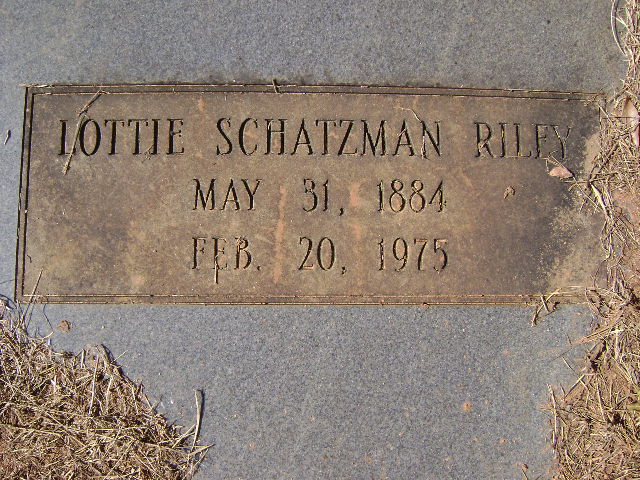 LOTTIE SCHATZMAN RILEY
MAY 31, 1884
FEB. 20, 1975